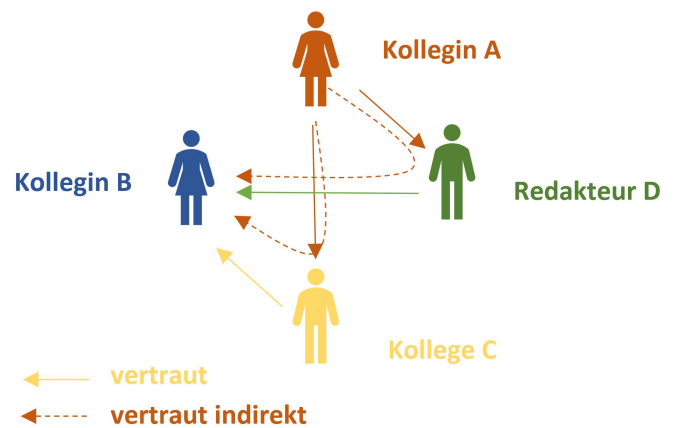 Kollegin A
Kollegin B
Redakteur D
Kollege C
vertraut
vertraut indirekt